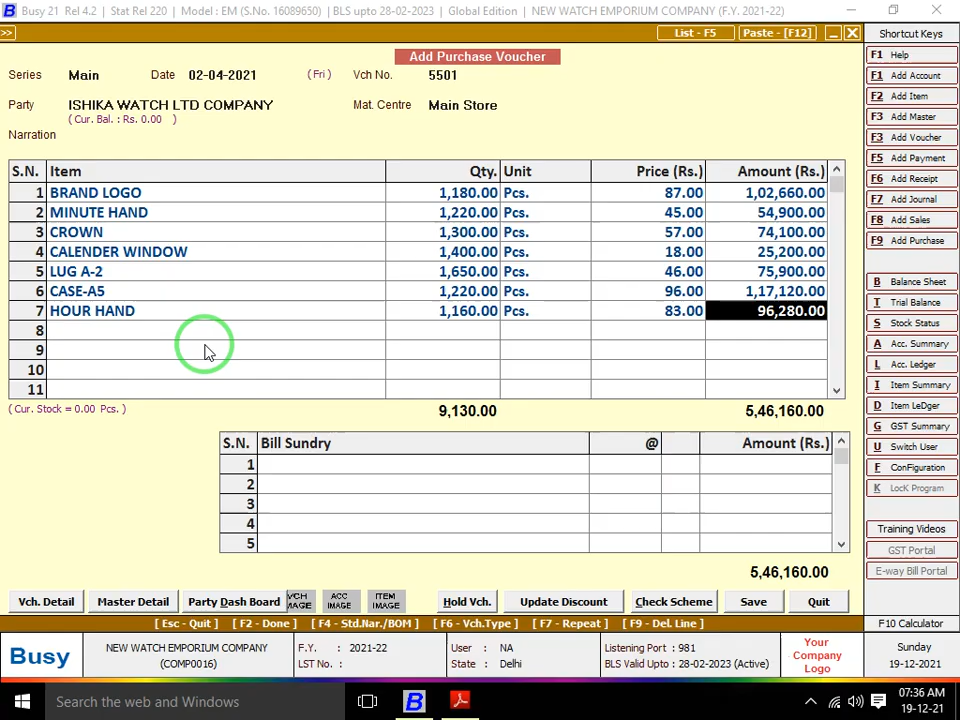 Busy 21 Rel 4.2 | Stat Rel 220 | Model : EM (S.No. 16089650) | BLS upto 28-02-2023 | Global Edition | NEW WATCH EMPORIUM COMPANY (F.Y. 2021-22)
>> List - F5 Paste - [F12]
Add Purchase Voucher
Series Main Date 02-04-2021 (Fri) Vch No. 5501
Party ISHIKA WATCH LTD COMPANY Mat. Centre Main Store
(Cur. Bal. : Rs. 0.00 )
Narration
S.N. Item Qty. Unit Price (Rs.) Amount (Rs.)
1 BRAND LOGO 1,180.00 Pcs. 87.00 1,02,660.00
2 MINUTE HAND 1,220.00 Pcs. 45.00 54,900.00
3 CROWN 1,300.00 Pcs. 57.00 74,100.00
4 CALENDER WINDOW 1,400.00 Pcs. 18.00 25,200.00
5 LUG A-2 1,650.00 Pcs. 46.00 75,900.00
6 CASE-A5 1,220.00 Pcs. 96.00 1,17,120.00
7 HOUR HAND 1,160.00 Pcs. 83.00 96,280.00
8
9
10
11
( Cur. Stock = 0.00 Pcs. ) 9,130.00 5,46,160.00
S.N. Bill Sundry @ Amount (Rs.)
1
2
3
4
5
5,46,160.00
Vch. Detail Master Detail Party Dash Board VCH IMAGE ACC IMAGE ITEM IMAGE Hold Vch. Update Discount Check Scheme Save Quit
[ Esc - Quit ] [ F2 - Done ] [ F4 - Std.Nar./BOM ] [ F6 - Vch.Type ] [ F7 - Repeat ] [ F9 - Del. Line ]
Shortcut Keys
F1 Help
F1 Add Account
F2 Add Item
F3 Add Master
F3 Add Voucher
F5 Add Payment
F6 Add Receipt
F7 Add Journal
F8 Add Sales
F9 Add Purchase
B Balance Sheet
T Trial Balance
S Stock Status
A Acc. Summary
L Acc. Ledger
I Item Summary
D Item LeDger
G GST Summary
U Switch User
F ConFiguration
K LocK Program
Training Videos
GST Portal
E-way Bill Portal
F10 Calculator
Busy
NEW WATCH EMPORIUM COMPANY
(COMP0016)
F.Y. : 2021-22
LST No. :
User : NA
State : Delhi
Listening Port : 981
BLS Valid Upto : 28-02-2023 (Active)
Your
Company
Logo
Sunday
19-12-2021
Search the web and Windows
B
07:36 AM
19-12-21